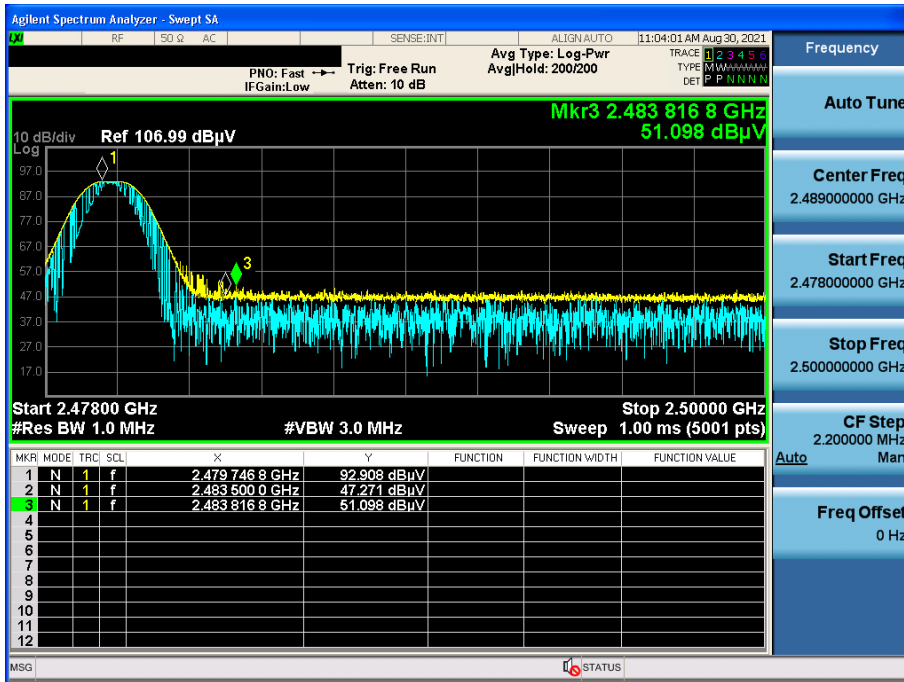 Agilent Spectrum Analyzer - Swept SA
LXI RF 50 Ω AC SENSE:INT ALIGN AUTO 11:04:01 AM Aug 30, 2021
PNO: Fast
IFGain:Low
Trig: Free Run
Atten: 10 dB
Avg Type: Log-Pwr
Avg|Hold: 200/200
TRACE 1 2 3 4 5 6
TYPE M W
DET P P N N N N
Mkr3 2.483 816 8 GHz
51.098 dBµV
10 dB/div Ref 106.99 dBµV
Log
97.0
87.0
77.0
67.0
57.0
47.0
37.0
27.0
17.0
1
3
Start 2.47800 GHz Stop 2.50000 GHz
#Res BW 1.0 MHz #VBW 3.0 MHz Sweep 1.00 ms (5001 pts)
MKR MODE TRC SCL X Y FUNCTION FUNCTION WIDTH FUNCTION VALUE
1 N 1 f 2.479 746 8 GHz 92.908 dBµV
2 N 1 f 2.483 500 0 GHz 47.271 dBµV
3 N 1 f 2.483 816 8 GHz 51.098 dBµV
4
5
6
7
8
9
10
11
12
MSG STATUS
Frequency
Auto Tune
Center Freq
2.489000000 GHz
Start Freq
2.478000000 GHz
Stop Freq
2.500000000 GHz
CF Step
2.200000 MHz
Auto Man
Freq Offset
0 Hz